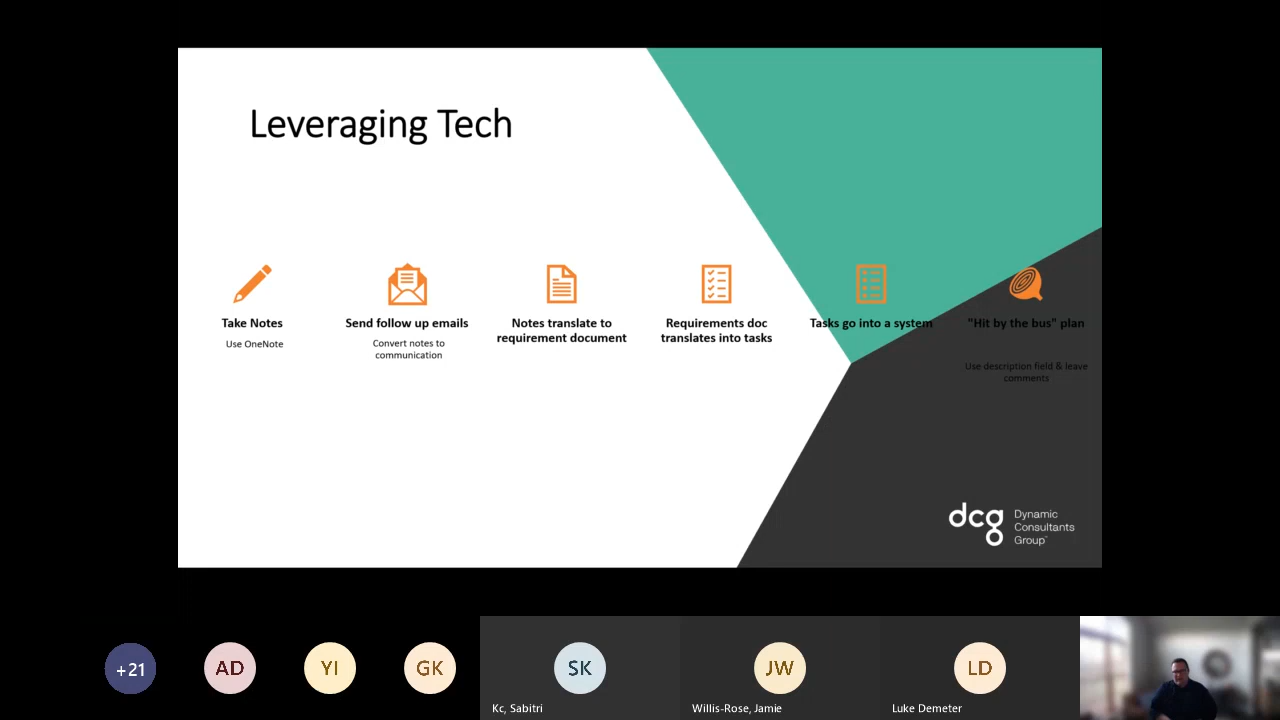 Leveraging Tech
Take Notes
Use OneNote
Send follow up emails
Convert notes to
communication
Notes translate to
requirement document
Requirements doc
translates into tasks
Tasks go into a system
"Hit by the bus" plan
Use description field & leave
comments
dcg
Dynamic
Consultants
Group
+21
AD
YI
GK
SK
Kc, Sabitri
JW
Willis-Rose, Jamie
LD
Luke Demeter